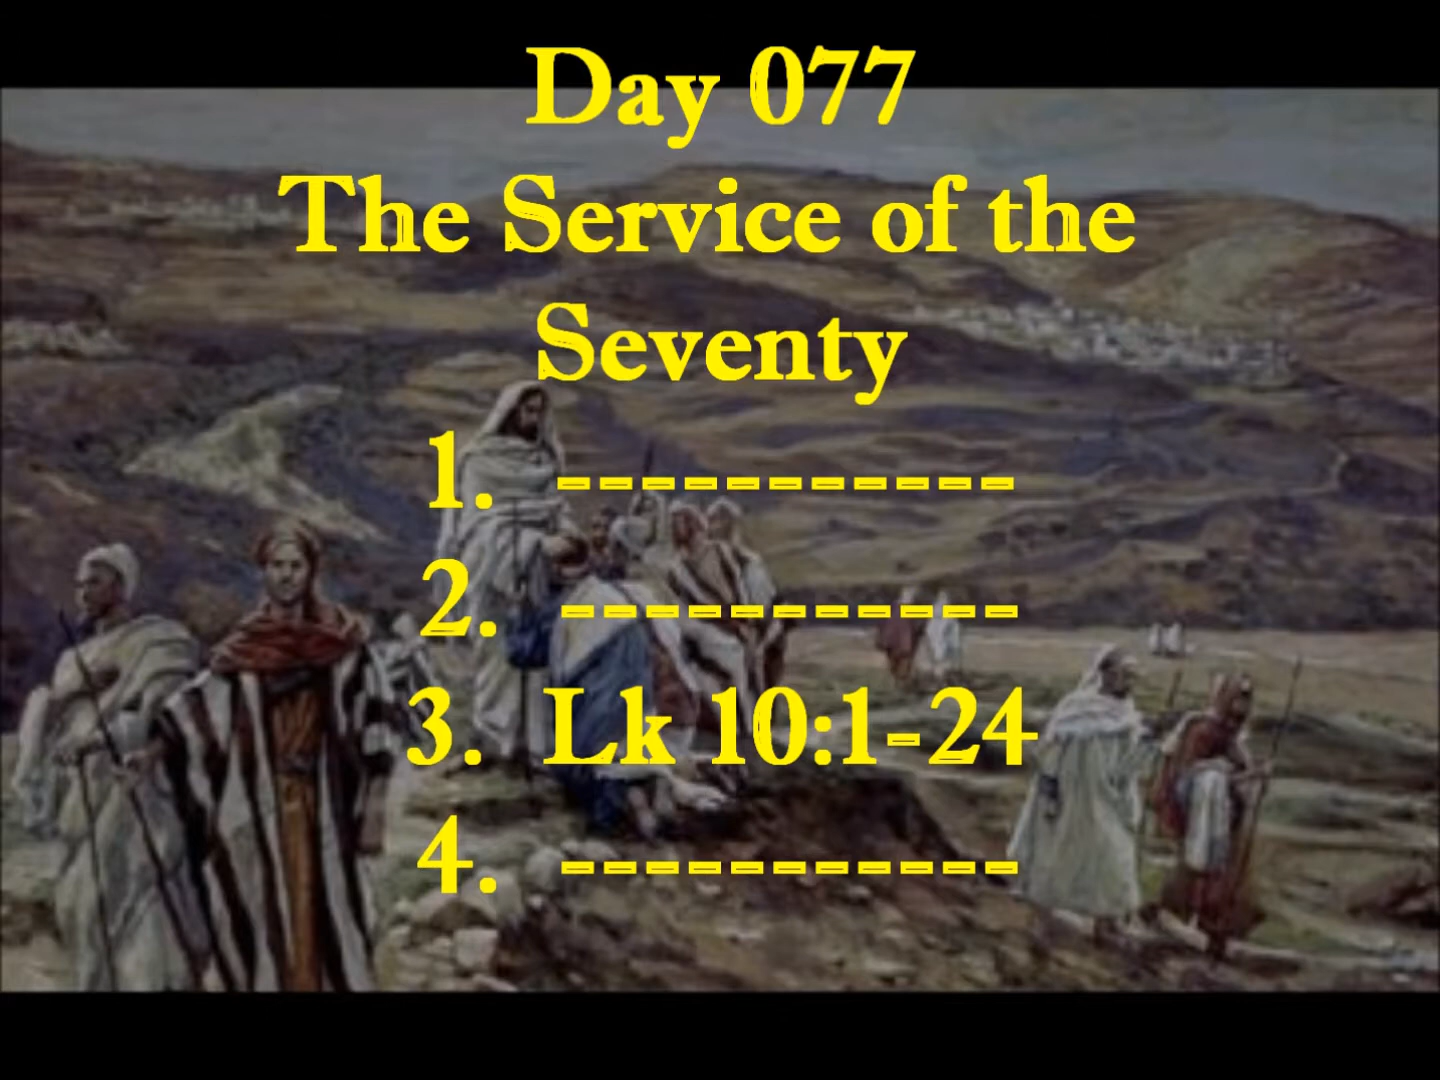 Day 077
The Service of the
Seventy
1. -----------
2. -----------
3. Lk 10:1-24
4. -----------